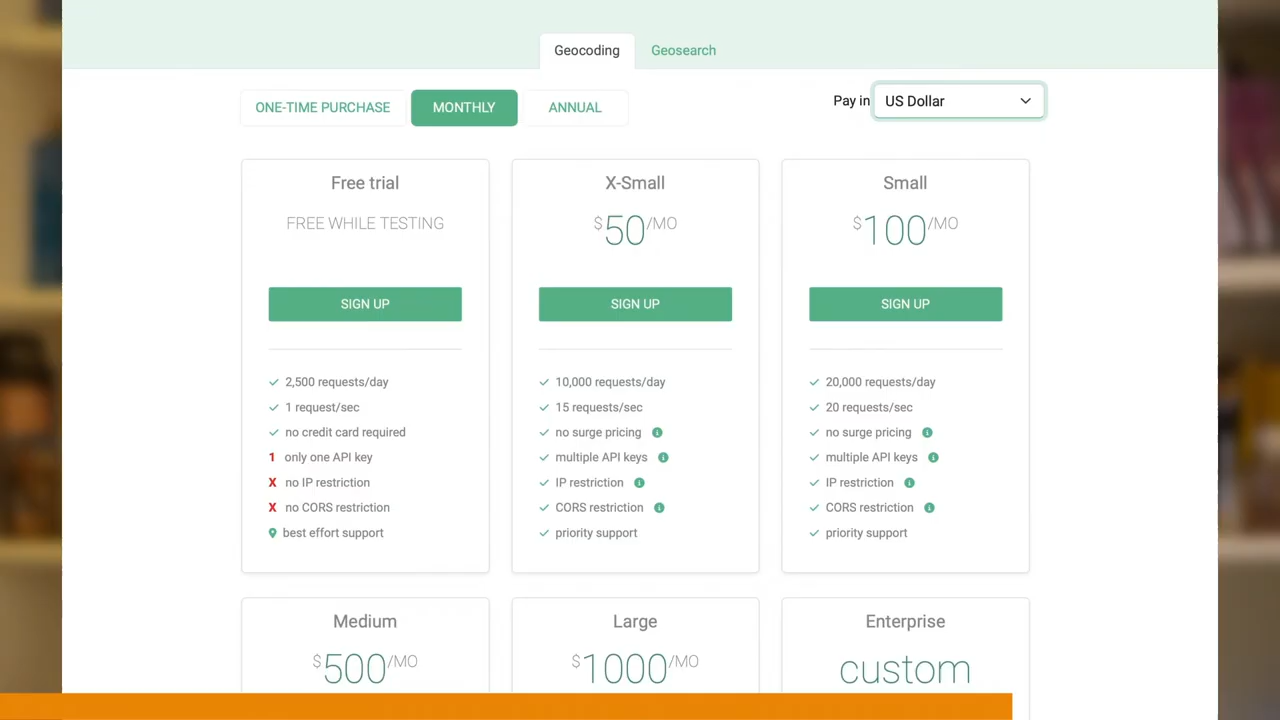 Geocoding
Geosearch
ONE-TIME PURCHASE
MONTHLY
ANNUAL
Pay in
US Dollar
Free trial
FREE WHILE TESTING
SIGN UP
2,500 requests/day
1 request/sec
no credit card required
1 only one API key
X no IP restriction
X no CORS restriction
best effort support
X-Small
$50/MO
SIGN UP
10,000 requests/day
15 requests/sec
no surge pricing
multiple API keys
IP restriction
CORS restriction
priority support
Small
$100/MO
SIGN UP
20,000 requests/day
20 requests/sec
no surge pricing
multiple API keys
IP restriction
CORS restriction
priority support
Medium
$500/MO
Large
$1000/MO
Enterprise
custom